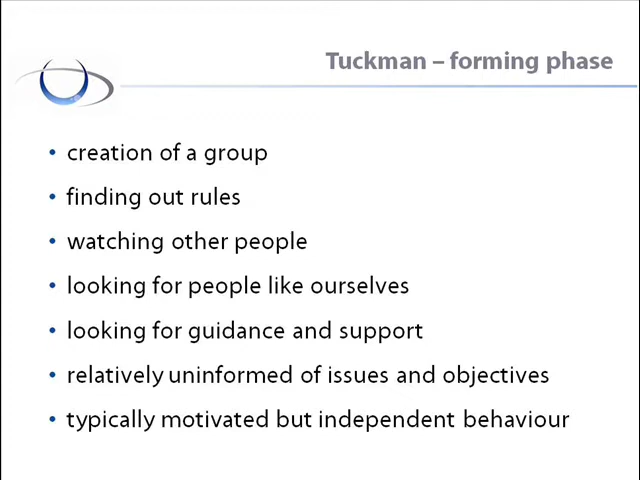 Tuckman – forming phase
• creation of a group
• finding out rules
• watching other people
• looking for people like ourselves
• looking for guidance and support
• relatively uninformed of issues and objectives
• typically motivated but independent behaviour